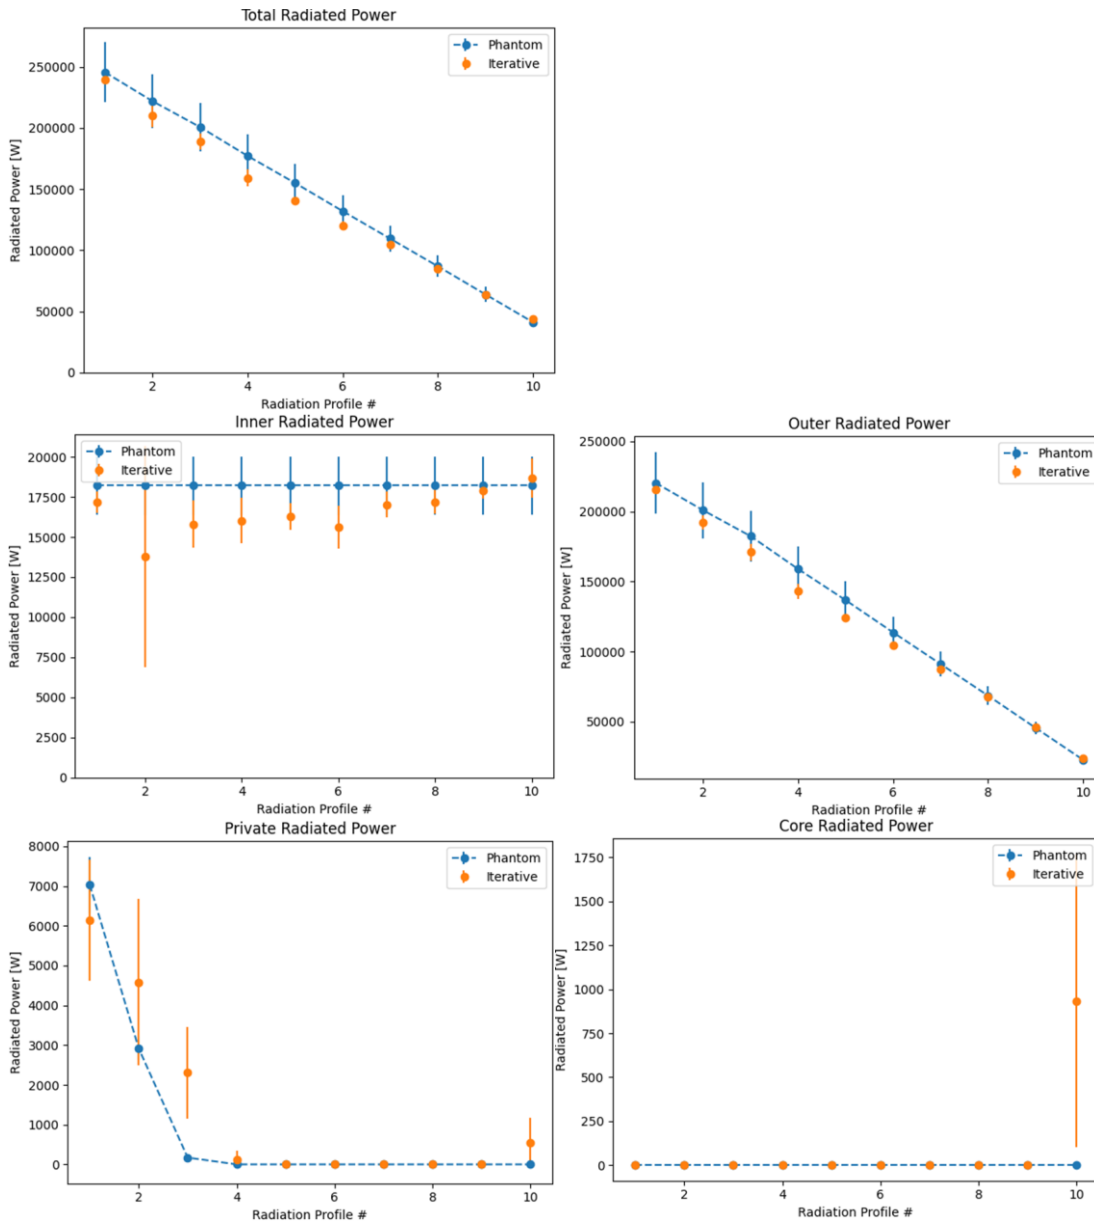 Total Radiated Power
Phantom
Iterative
250000
200000
150000
100000
50000
0
Radiated Power [W]
2 4 6 8 10
Radiation Profile #
Inner Radiated Power
Phantom
Iterative
20000
17500
15000
12500
10000
7500
5000
2500
0
Radiated Power [W]
2 4 6 8 10
Radiation Profile #
Outer Radiated Power
Phantom
Iterative
250000
200000
150000
100000
50000
Radiated Power [W]
2 4 6 8 10
Radiation Profile #
Private Radiated Power
Phantom
Iterative
8000
7000
6000
5000
4000
3000
2000
1000
0
Radiated Power [W]
2 4 6 8 10
Radiation Profile #
Core Radiated Power
Phantom
Iterative
1750
1500
1250
1000
750
500
250
0
Radiated Power [W]
2 4 6 8 10
Radiation Profile #